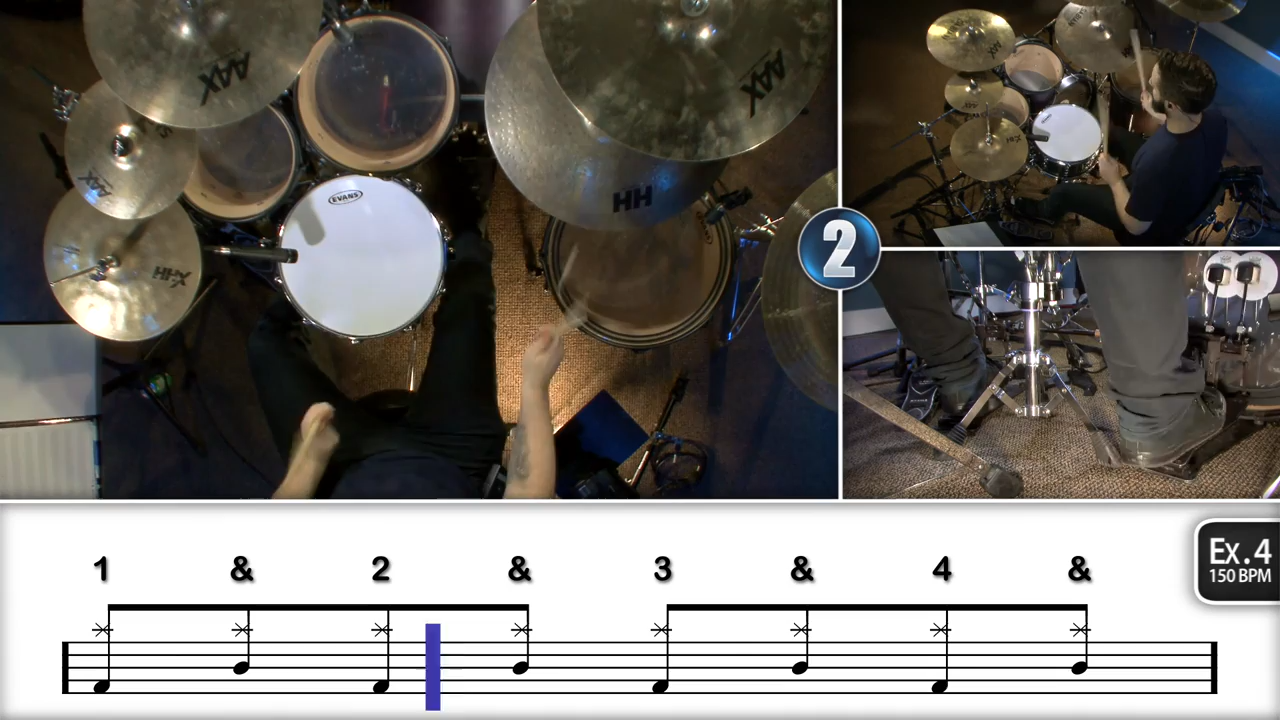 AAX
AAX
AAX
HH
EVANS
HHX
2
Ex.4
150 BPM
1 & 2 & 3 & 4 &